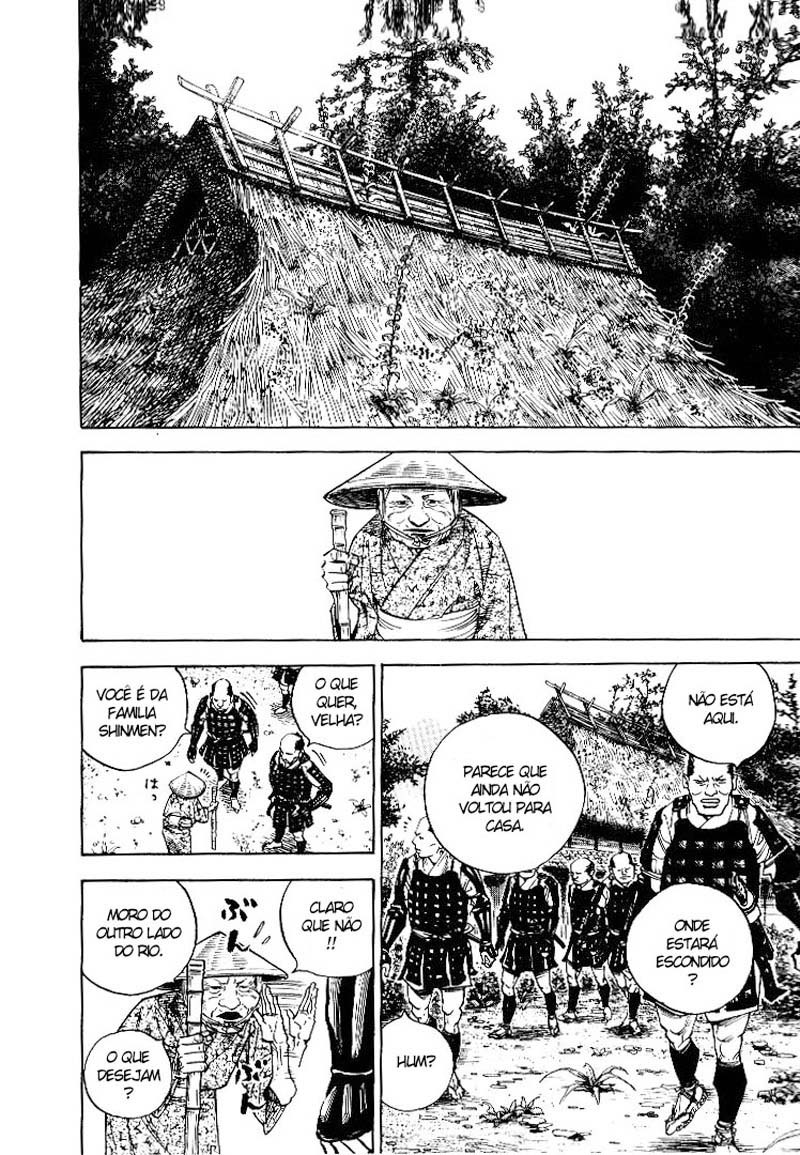 NÃO ESTÁ
AQUI.
PARECE QUE
AINDA NÃO
VOLTOU PARA
CASA.
ONDE
ESTARÁ
ESCONDIDO
?
HUM?
O QUE
QUER,
VELHA?
VOCÊ É DA
FAMILIA
SHINMEN?
はっ
CLARO
QUE NÃO
!!
ぶん
MORO DO
OUTRO LADO
DO RIO.
O QUE
DESEJAM
?